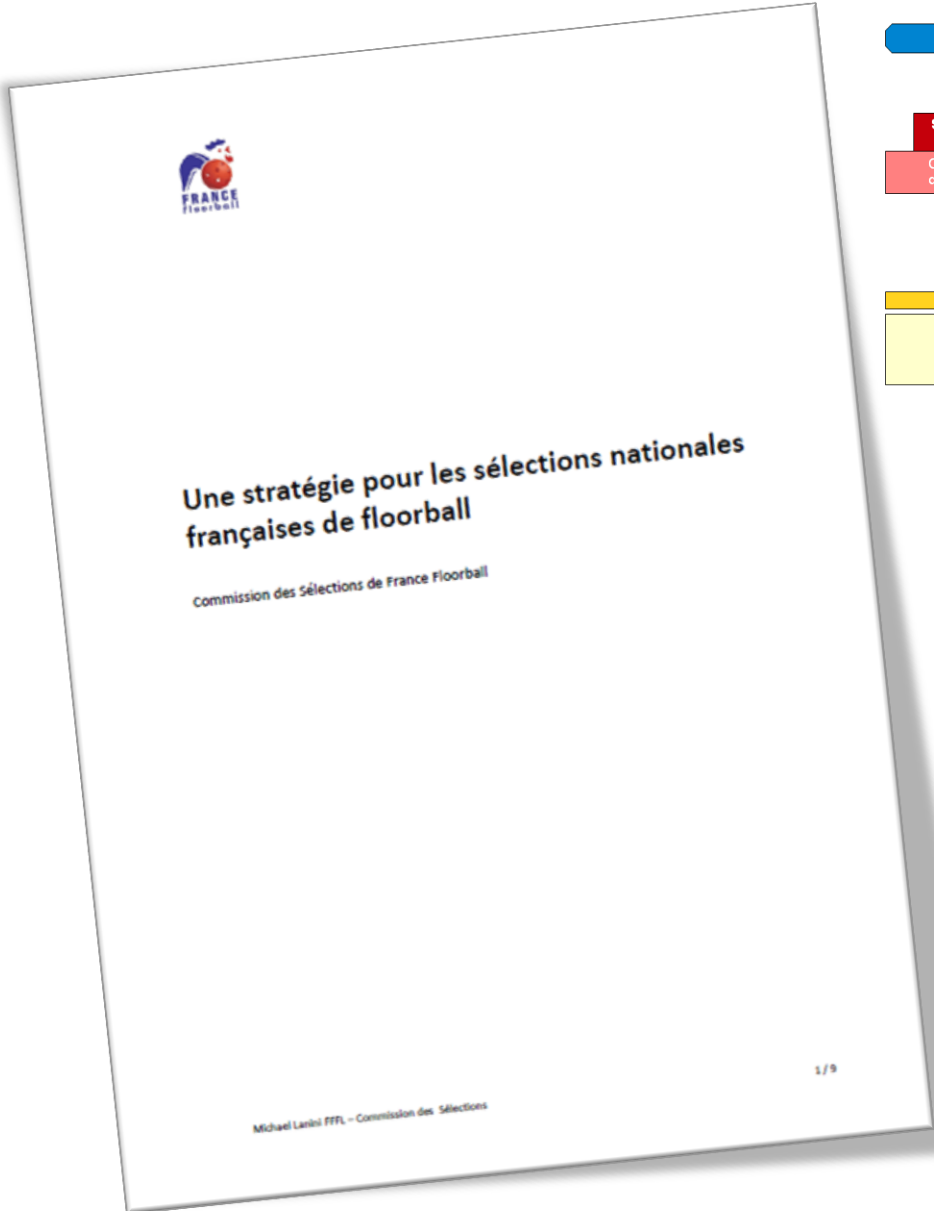 FRANCE
floorball
Une stratégie pour les sélections nationales
françaises de floorball
Commission des Sélections de France Floorball
1 / 9
Michael Lanini FFFL – Commission des Sélections